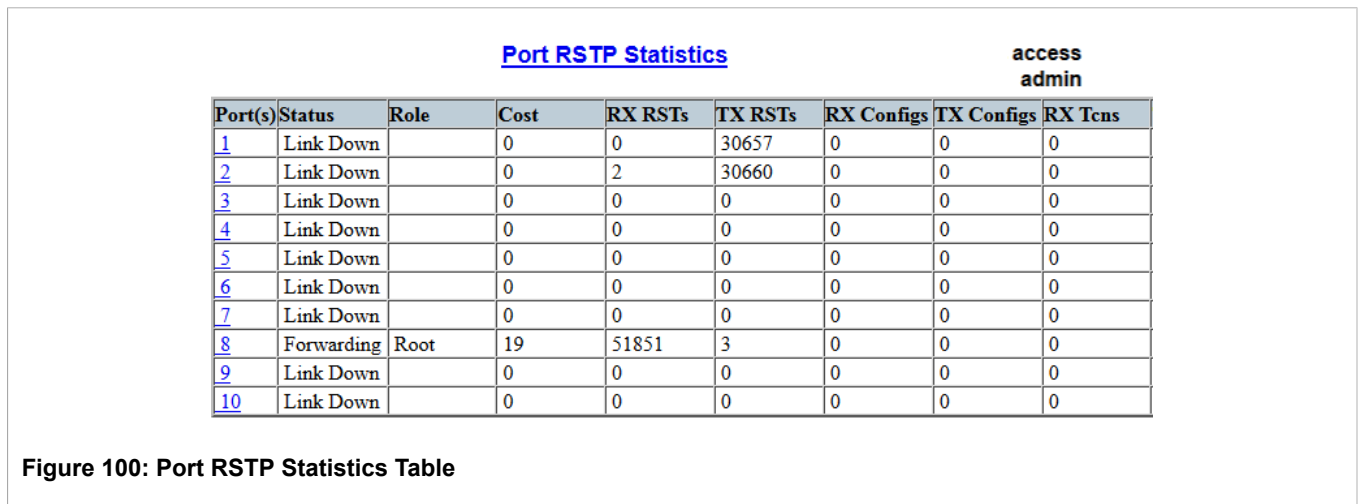 Port RSTP Statistics
access
admin
Port(s) Status Role Cost RX RSTs TX RSTs RX Configs TX Configs RX Tcns
1 Link Down 0 0 30657 0 0 0
2 Link Down 0 2 30660 0 0 0
3 Link Down 0 0 0 0 0 0
4 Link Down 0 0 0 0 0 0
5 Link Down 0 0 0 0 0 0
6 Link Down 0 0 0 0 0 0
7 Link Down 0 0 0 0 0 0
8 Forwarding Root 19 51851 3 0 0 0
9 Link Down 0 0 0 0 0 0
10 Link Down 0 0 0 0 0 0
Figure 100: Port RSTP Statistics Table